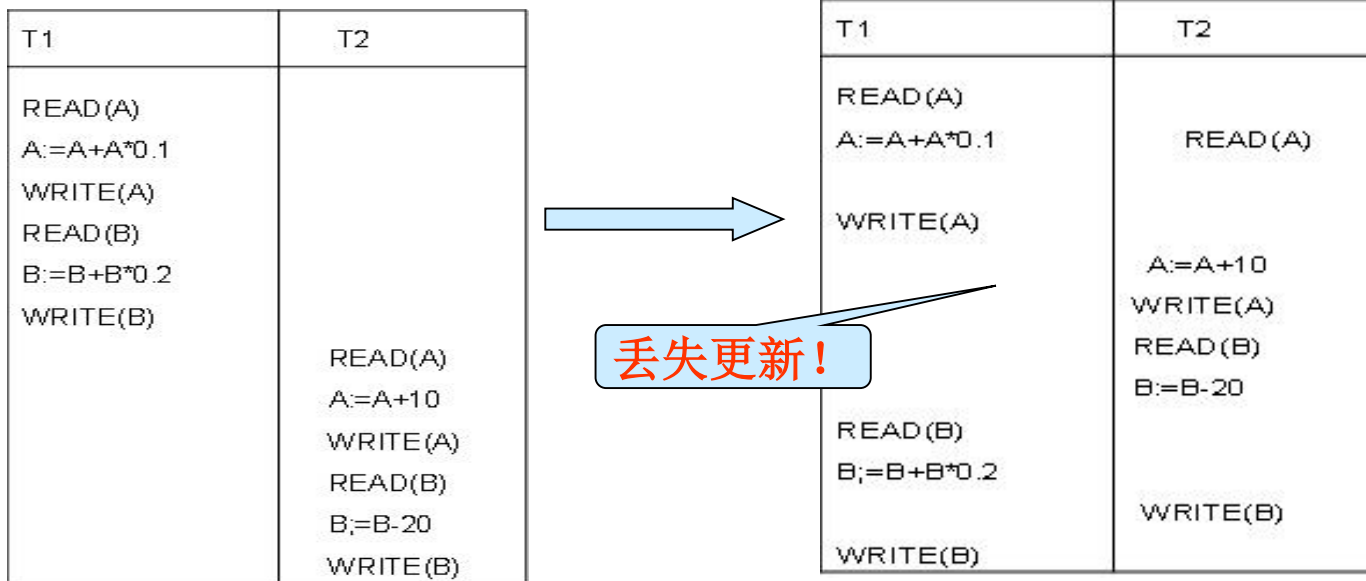 T1 T2
READ(A)
A:=A+A*0.1
WRITE(A)
READ(B)
B:=B+B*0.2
WRITE(B)
READ(A)
A:=A+10
WRITE(A)
READ(B)
B;=B-20
WRITE(B)
丢失更新！
T1 T2
READ(A)
A:=A+A*0.1 READ(A)
WRITE(A)
A:=A+10
WRITE(A)
READ(B)
B:=B-20
READ(B)
B;=B+B*0.2
WRITE(B)
WRITE(B)